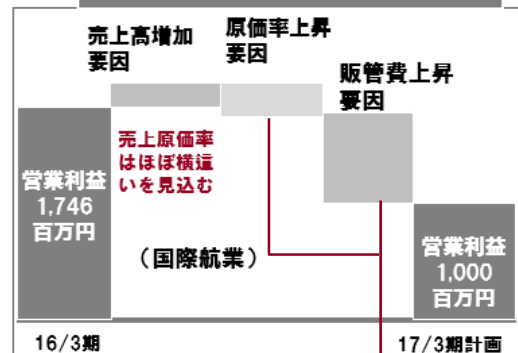 売上高増加
要因
原価率上昇
要因
販管費上昇
要因
売上原価率
はほぼ横這
いを見込む
営業利益
1,746
百万円
（国際航業）
営業利益
1,000
百万円
16/3期
17/3期計画